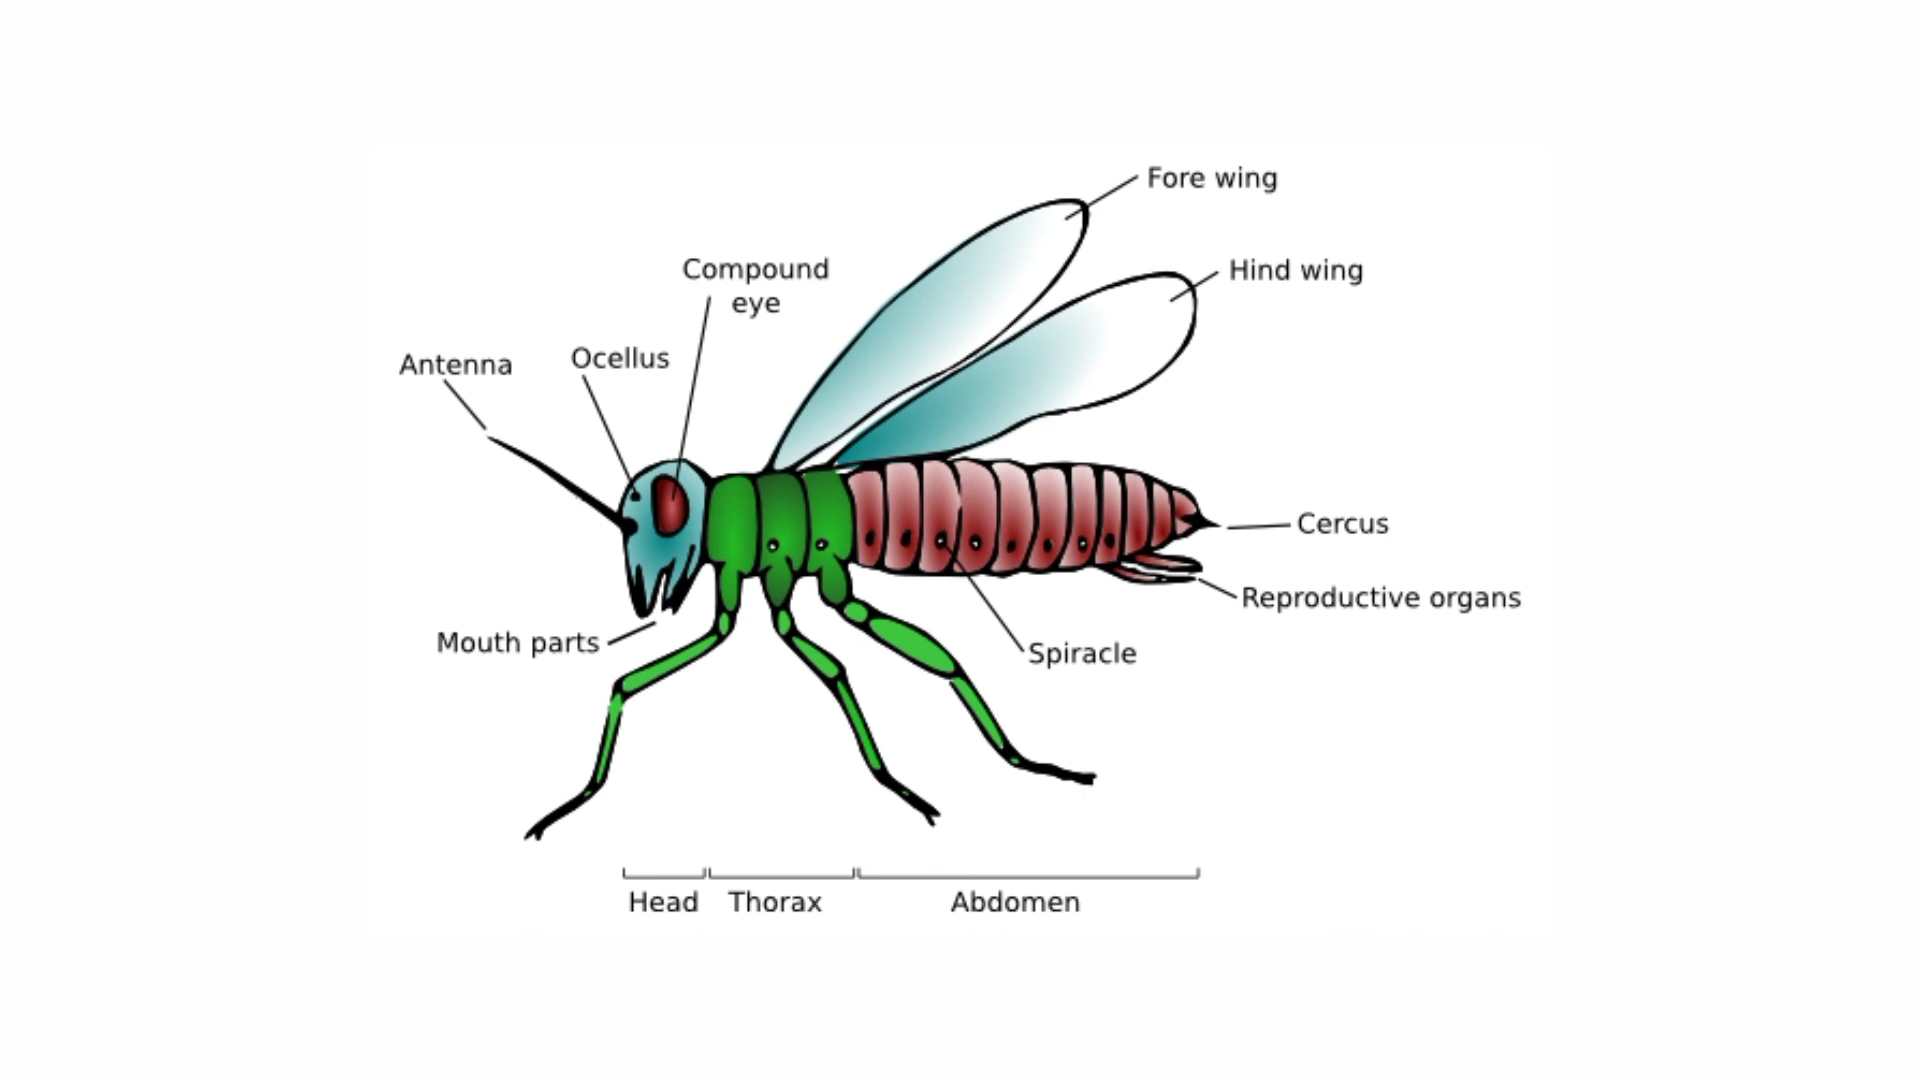 Fore wing
Hind wing
Compound
eye
Ocellus
Antenna
Cercus
Reproductive organs
Mouth parts
Spiracle
Head
Thorax
Abdomen